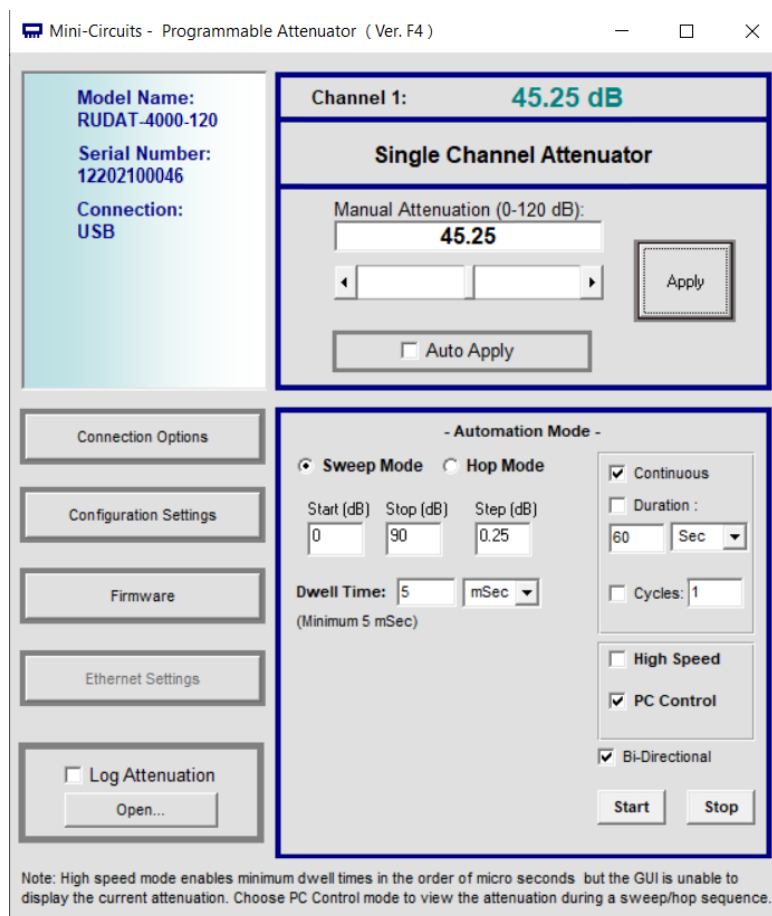 Mini-Circuits - Programmable Attenuator ( Ver. F4 )
Model Name:
RUDAT-4000-120
Serial Number:
12202100046
Connection:
USB
Channel 1: 45.25 dB
Single Channel Attenuator
Manual Attenuation (0-120 dB):
45.25
Apply
Auto Apply
Connection Options
Configuration Settings
Firmware
Ethernet Settings
Log Attenuation
Open...
- Automation Mode -
Sweep Mode Hop Mode
Start (dB) Stop (dB) Step (dB)
0 90 0.25
Dwell Time: 5 mSec
(Minimum 5 mSec)
Continuous
Duration :
60 Sec
Cycles: 1
High Speed
PC Control
Bi-Directional
Start Stop
Note: High speed mode enables minimum dwell times in the order of micro seconds but the GUI is unable to
display the current attenuation. Choose PC Control mode to view the attenuation during a sweep/hop sequence.